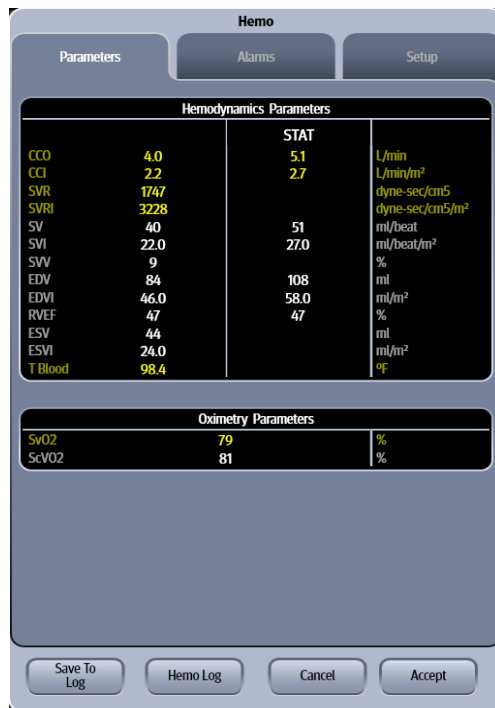 Hemo
Parameters Alarms Setup
Hemodynamics Parameters
STAT
CCO 4.0 5.1 L/min
CCI 2.2 2.7 L/min/m²
SVR 1747 dyne-sec/cm5
SVRI 3228 dyne-sec/cm5/m²
SV 40 51 ml/beat
SVI 22.0 27.0 ml/beat/m²
SVV 9 %
EDV 84 108 ml
EDVI 46.0 58.0 ml/m²
RVEF 47 47 %
ESV 44 ml
ESVI 24.0 ml/m²
T Blood 98.4 ºF
Oximetry Parameters
SvO2 79 %
ScVO2 81 %
Save To
Log
Hemo Log Cancel Accept